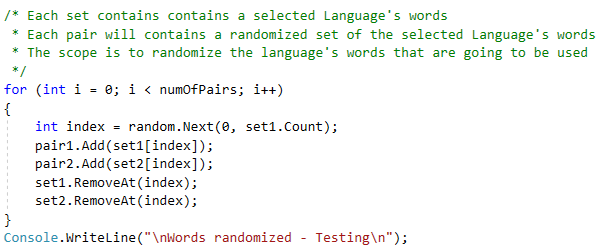 /* Each set contains contains a selected Language's words
 * Each pair will contains a randomized set of the selected Language's words
 * The scope is to randomize the language's words that are going to be used
 */
for (int i = 0; i < numOfPairs; i++)
{
    int index = random.Next(0, set1.Count);
    pair1.Add(set1[index]);
    pair2.Add(set2[index]);
    set1.RemoveAt(index);
    set2.RemoveAt(index);
}
Console.WriteLine("\nWords randomized - Testing\n");